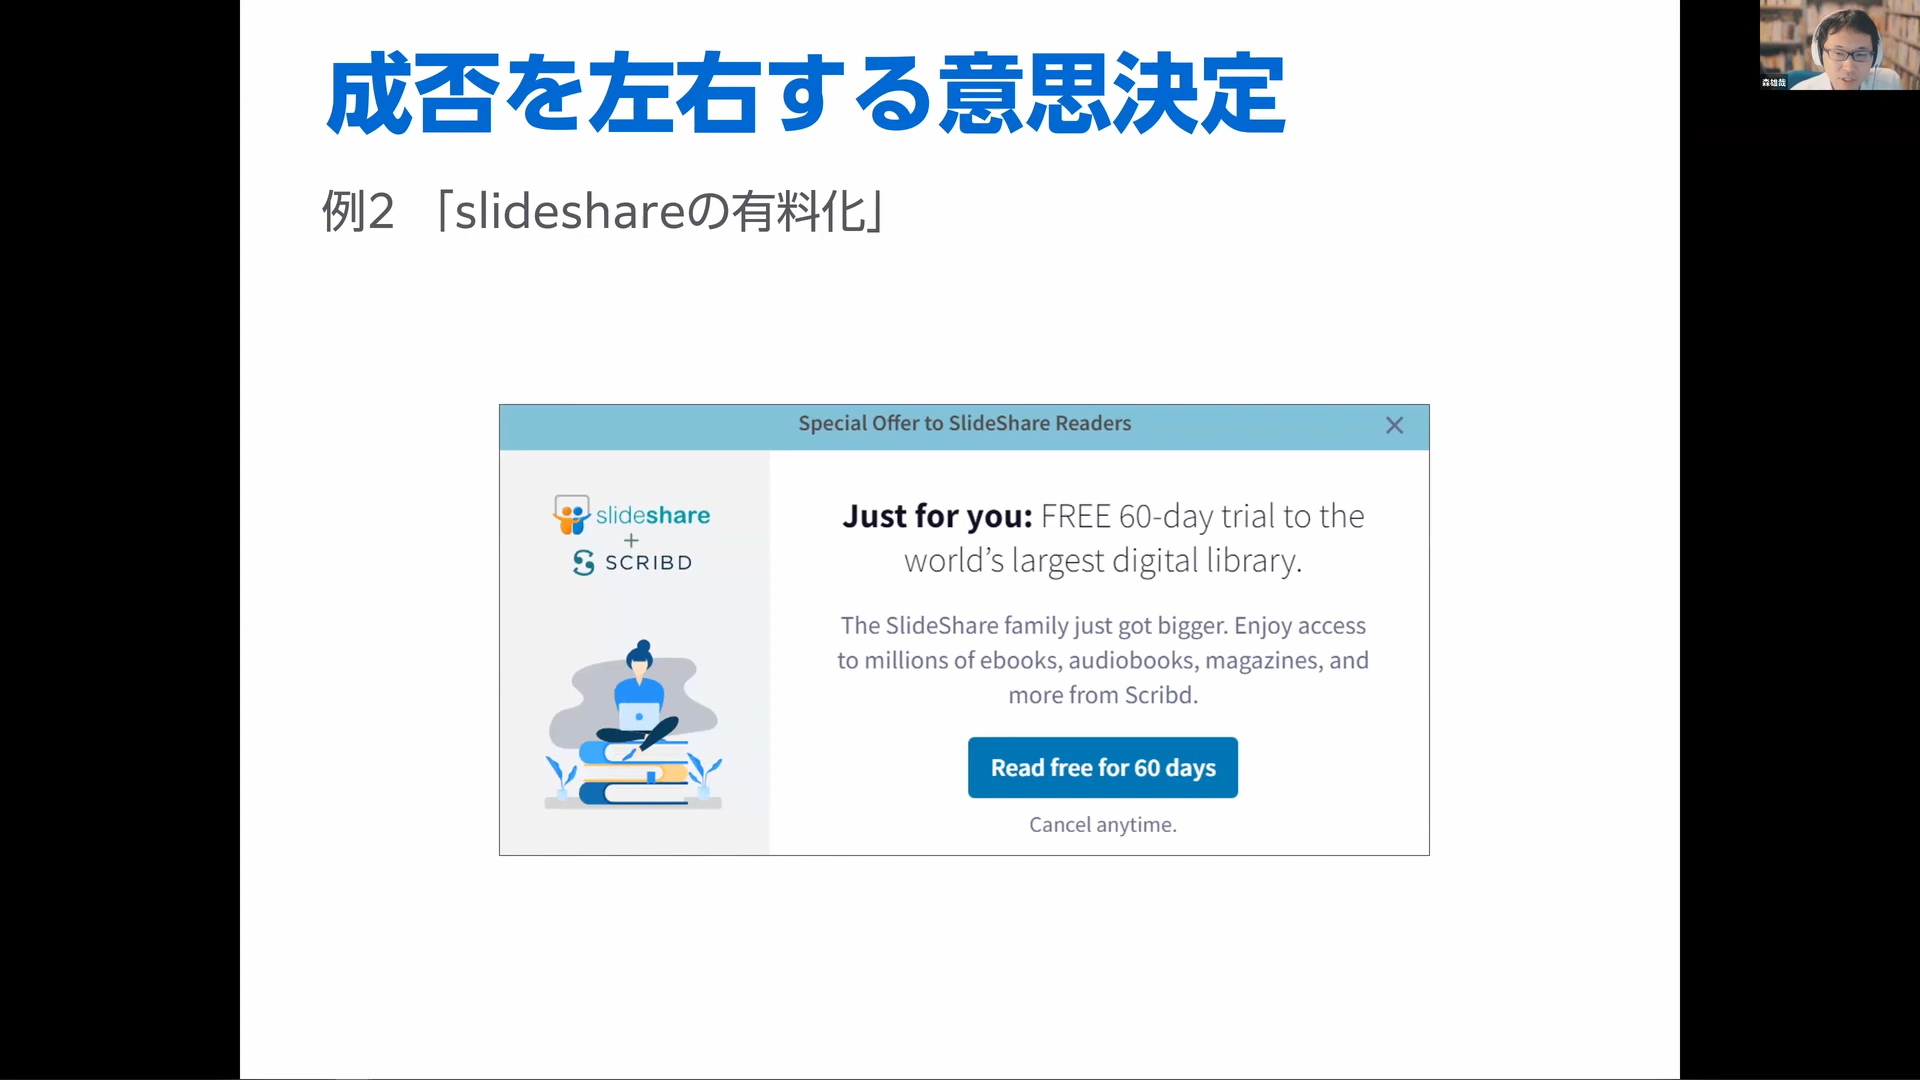 成否を左右する意思決定
森雄哉
例2 「slideshareの有料化」
Special Offer to SlideShare Readers
slideshare
+
SCRIBD
Just for you: FREE 60-day trial to the
world’s largest digital library.
The SlideShare family just got bigger. Enjoy access
to millions of ebooks, audiobooks, magazines, and
more from Scribd.
Read free for 60 days
Cancel anytime.